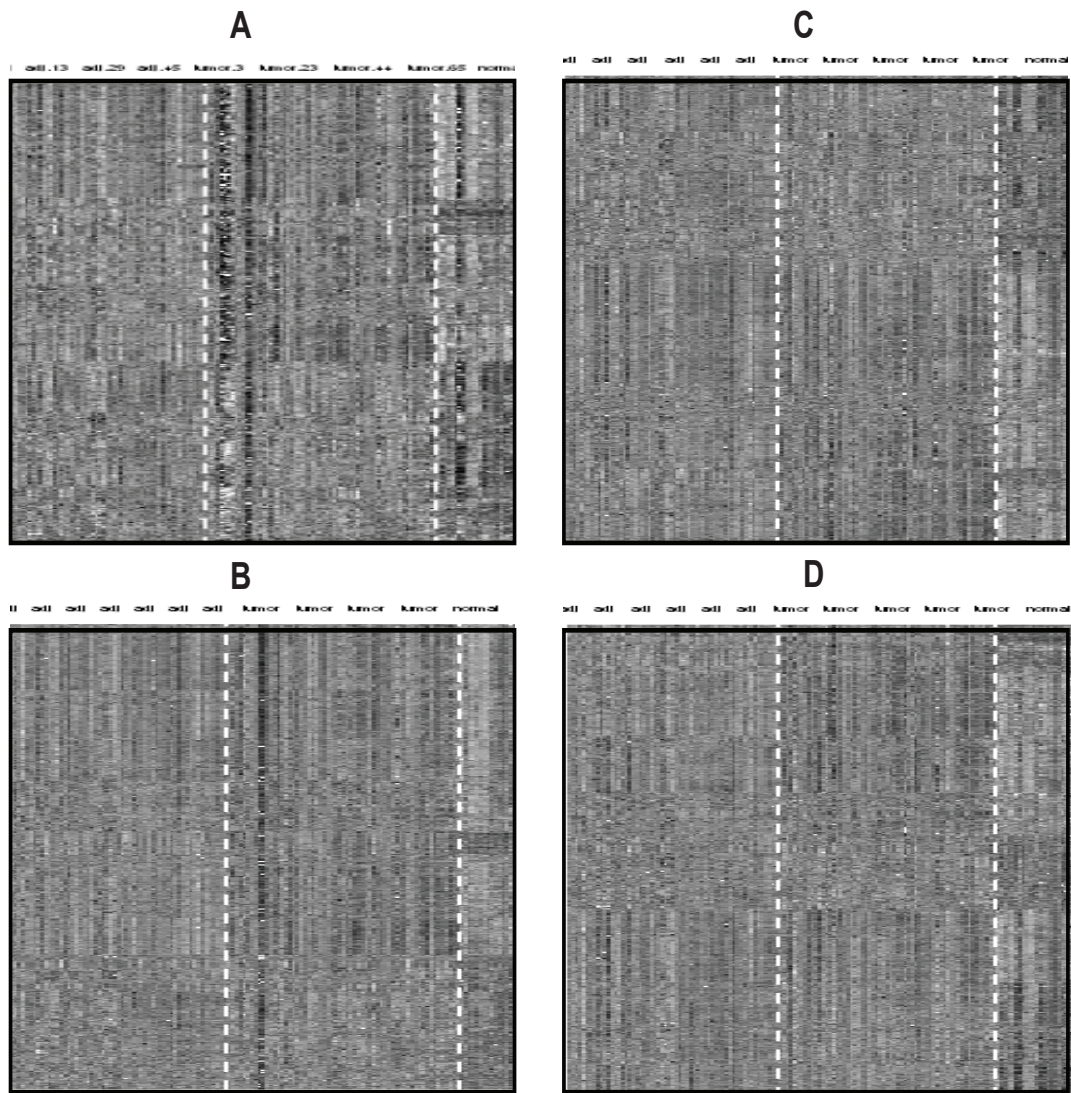 A
adj.13 adj.29 adj.45 tumor.3 tumor.23 tumor.44 tumor.65
C
adj adj adj adj adj tumor tumor tumor tumor tumor normal
B
adj adj adj adj adj adj tumor tumor tumor tumor normal
D
adj adj adj adj adj adj tumor tumor tumor tumor tumor normal